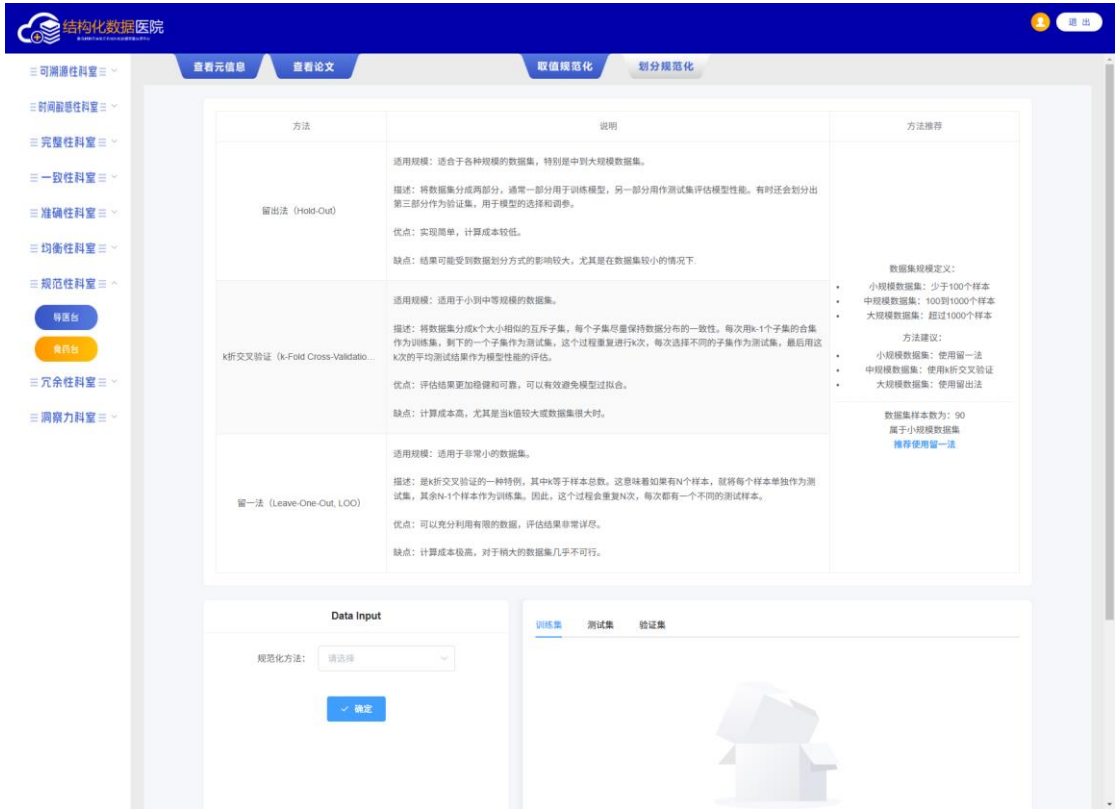 结构化数据医院
退 出
可溯源性科室
时间敏感性科室
完整性科室
一致性科室
准确性科室
均衡性科室
规范性科室
导医台
冗余性科室
洞察力科室
查看元信息
查看论文
取值规范化
划分规范化
方法
说明
方法推荐
留出法（Hold-Out）
适用规模：适合于各种规模的数据集，特别是中到大规模数据集。
描述：将数据集分成两部分，通常一部分用于训练模型，另一部分用作测试集评估模型性能。有时还会划分出
第三部分作为验证集，用于模型的选择和调参。
优点：实现简单，计算成本较低。
缺点：结果可能受到数据划分方式的影响较大，尤其是在数据集较小的情况下.
k折交叉验证（k-Fold Cross-Validatio...
适用规模：适用于小到中等规模的数据集。
描述：将数据集分成k个大小相似的互斥子集，每个子集尽量保持数据分布的一致性。每次用k-1个子集的合集
作为训练集，剩下的一个子集作为测试集，这个过程重复进行k次，每次选择不同的子集作为测试集，最后用这
k次的平均测试结果作为模型性能的评估。
优点：评估结果更加稳健和可靠，可以有效避免模型过拟合。
缺点：计算成本高，尤其是当k值较大或数据集很大时。
留一法（Leave-One-Out, LOO）
适用规模：适用于非常小的数据集。
描述：是k折交叉验证的一种特例，其中k等于样本总数。这意味着如果有N个样本，就将每个样本单独作为测
试集，其余N-1个样本作为训练集。因此，这个过程会重复N次，每次都有一个不同的测试样本。
优点：可以充分利用有限的数据，评估结果非常详尽。
缺点：计算成本极高，对于稍大的数据集几乎不可行。
数据集规模定义：
小规模数据集：少于100个样本
中规模数据集：100到1000个样本
大规模数据集：超过1000个样本
方法建议：
小规模数据集：使用留一法
中规模数据集：使用k折交叉验证
大规模数据集：使用留出法
数据集样本数为：90
属于小规模数据集
推荐使用留一法
Data Input
规范化方法：
请选择
确定
训练集
测试集
验证集